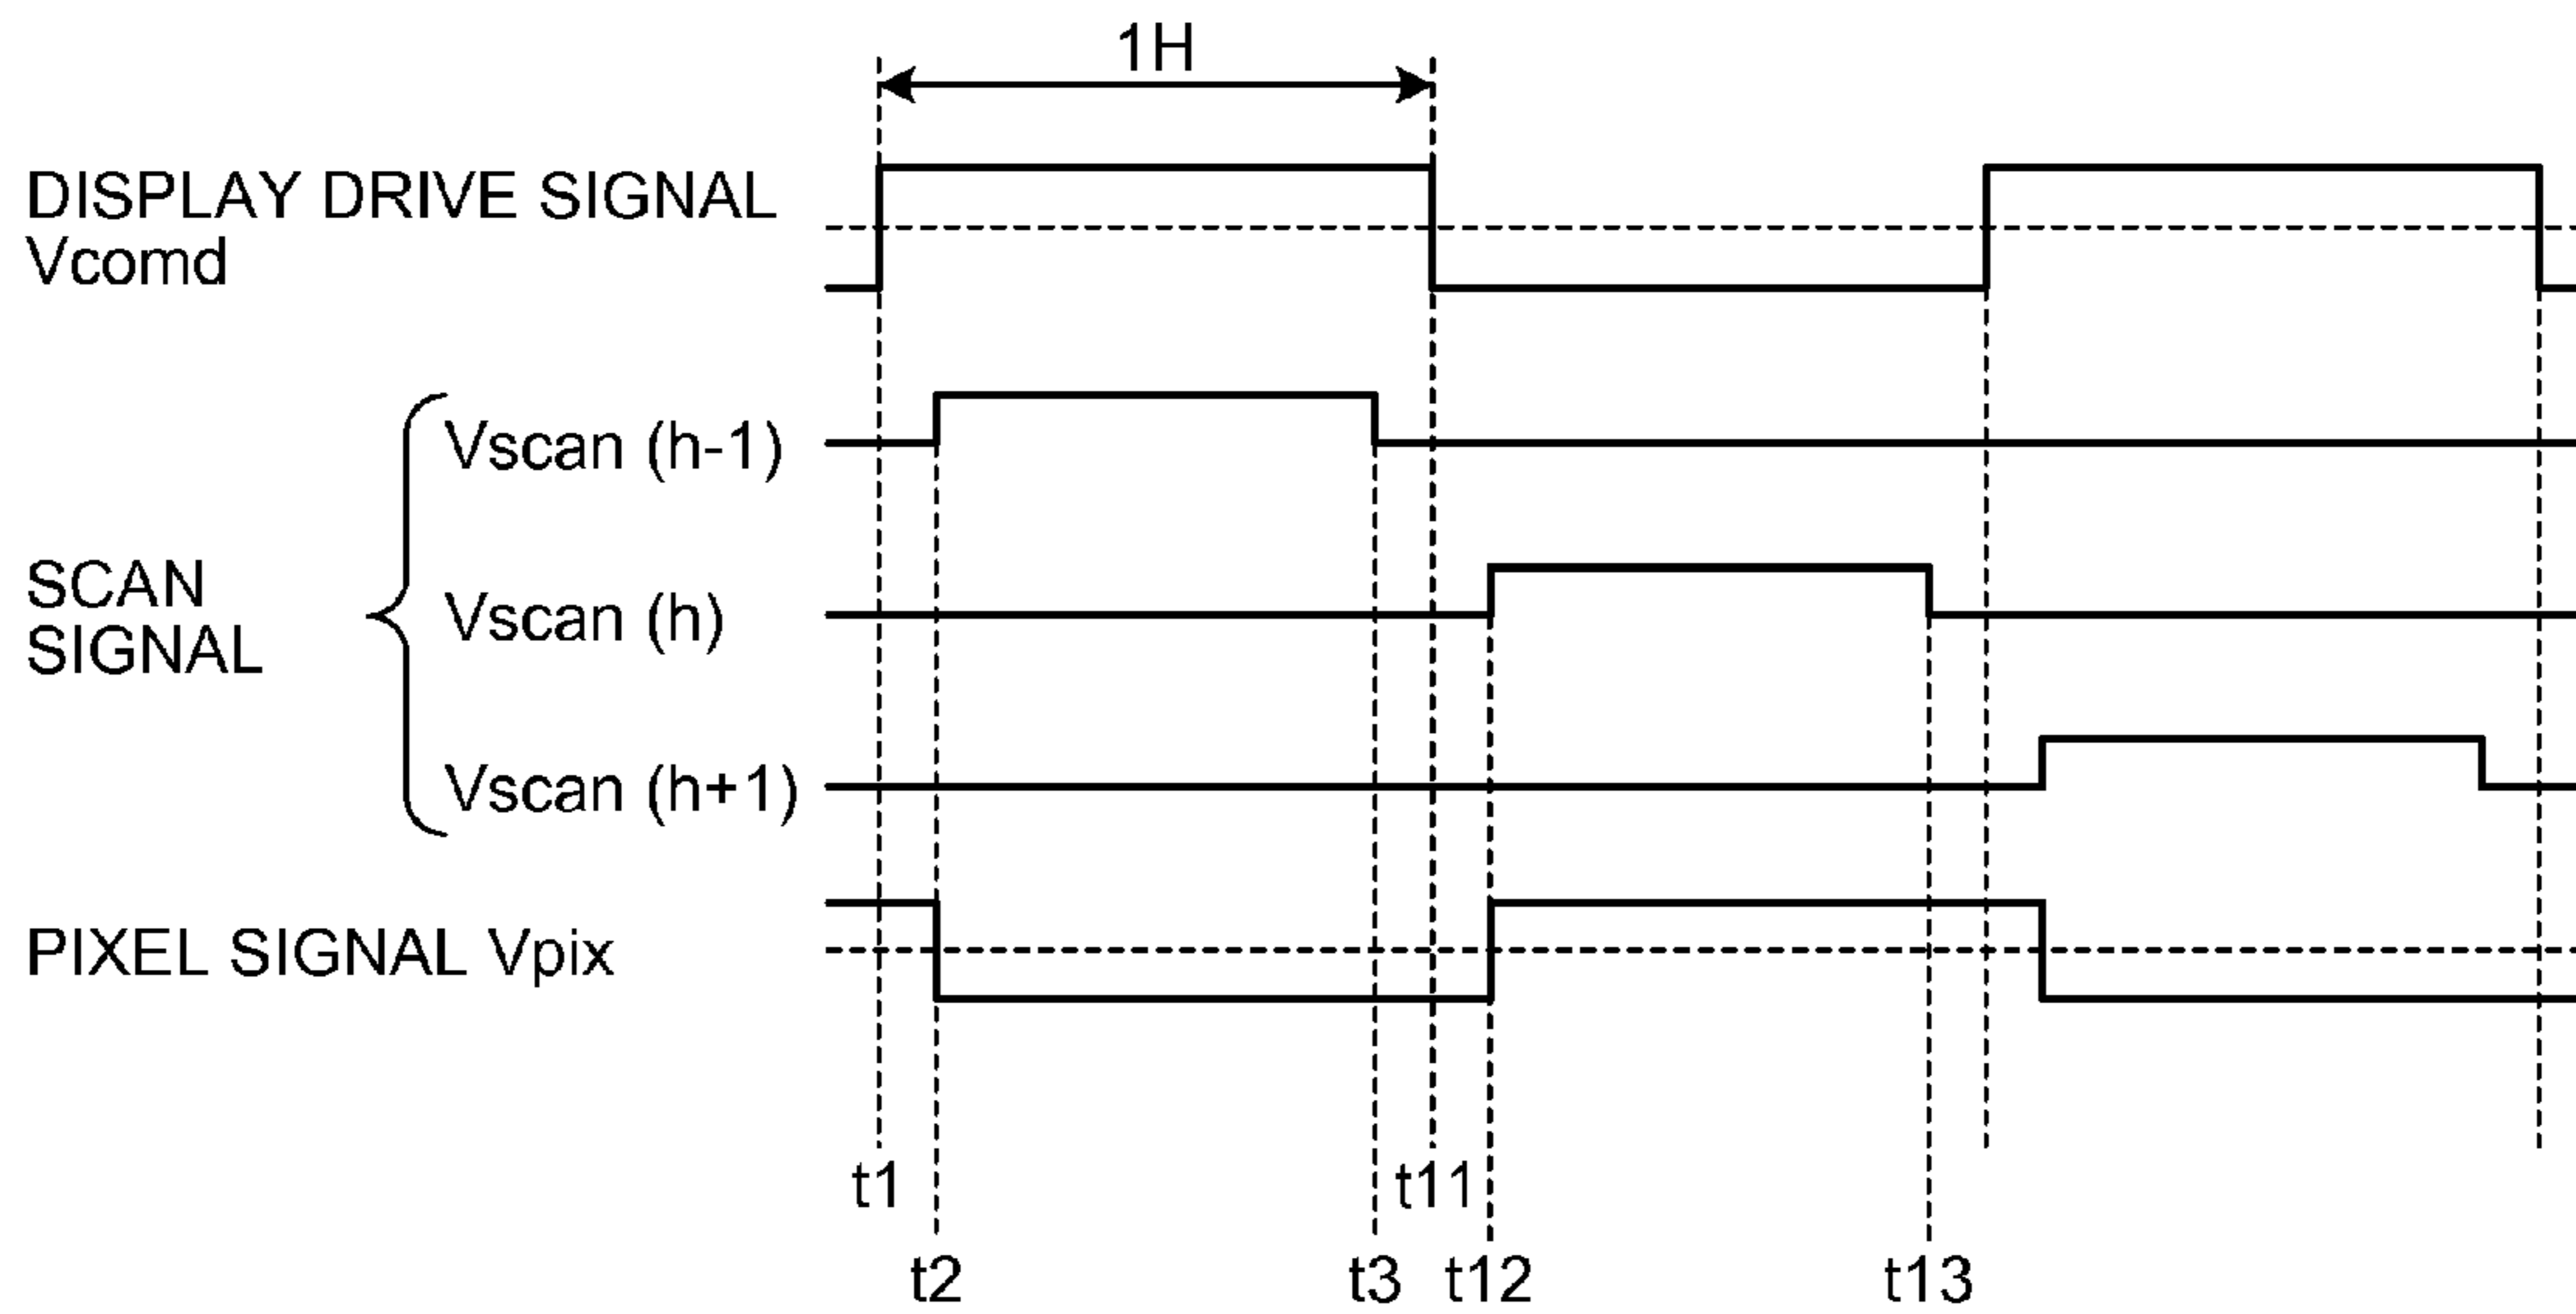 1H
DISPLAY DRIVE SIGNAL
Vcomd
Vscan (h-1)
SCAN
SIGNAL
Vscan (h)
Vscan (h+1)
PIXEL SIGNAL Vpix
t1
t11
t2
t3
t12
t13